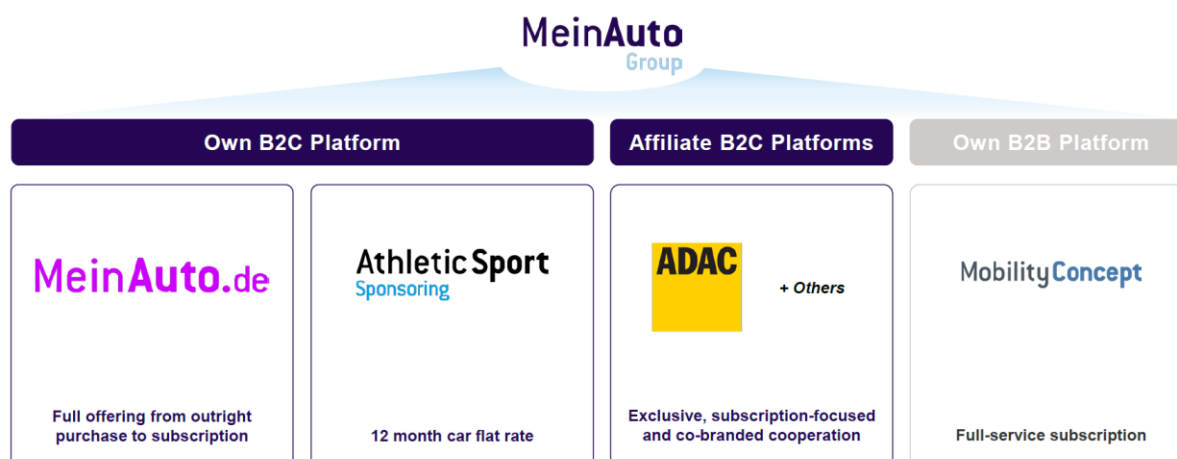 MeinAuto
Group
Own B2C Platform
Affiliate B2C Platforms
Own B2B Platform
MeinAuto.de
Athletic Sport
Sponsoring
ADAC
+ Others
MobilityConcept
Full offering from outright
purchase to subscription
12 month car flat rate
Exclusive, subscription-focused
and co-branded cooperation
Full-service subscription